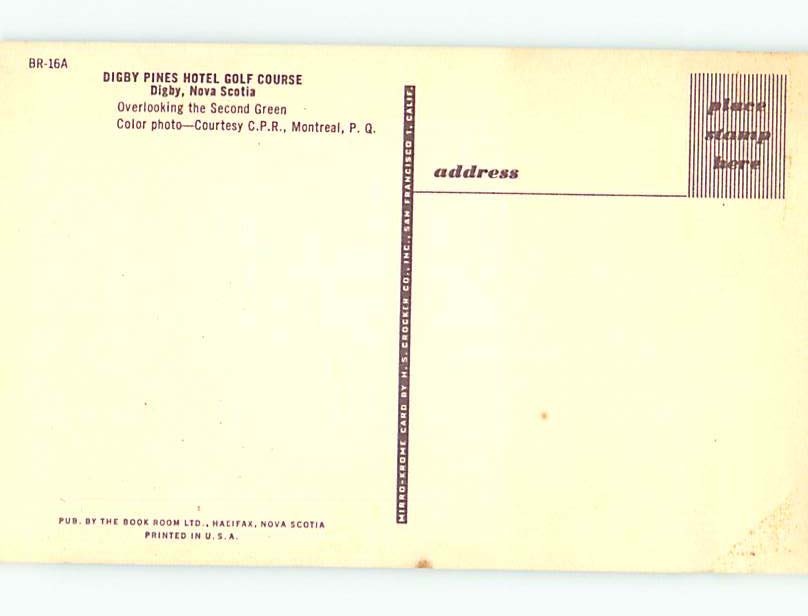 BR-16A
DIGBY PINES HOTEL GOLF COURSE
Digby, Nova Scotia
Overlooking the Second Green
Color photo—Courtesy C.P.R., Montreal, P. Q.
PUB. BY THE BOOK ROOM LTD., HALIFAX, NOVA SCOTIA
PRINTED IN U.S.A.
MIRRO-KROME CARD BY H. S. CROCKER CO., INC., SAN FRANCISCO 1, CALIF.
address
place
stamp
here